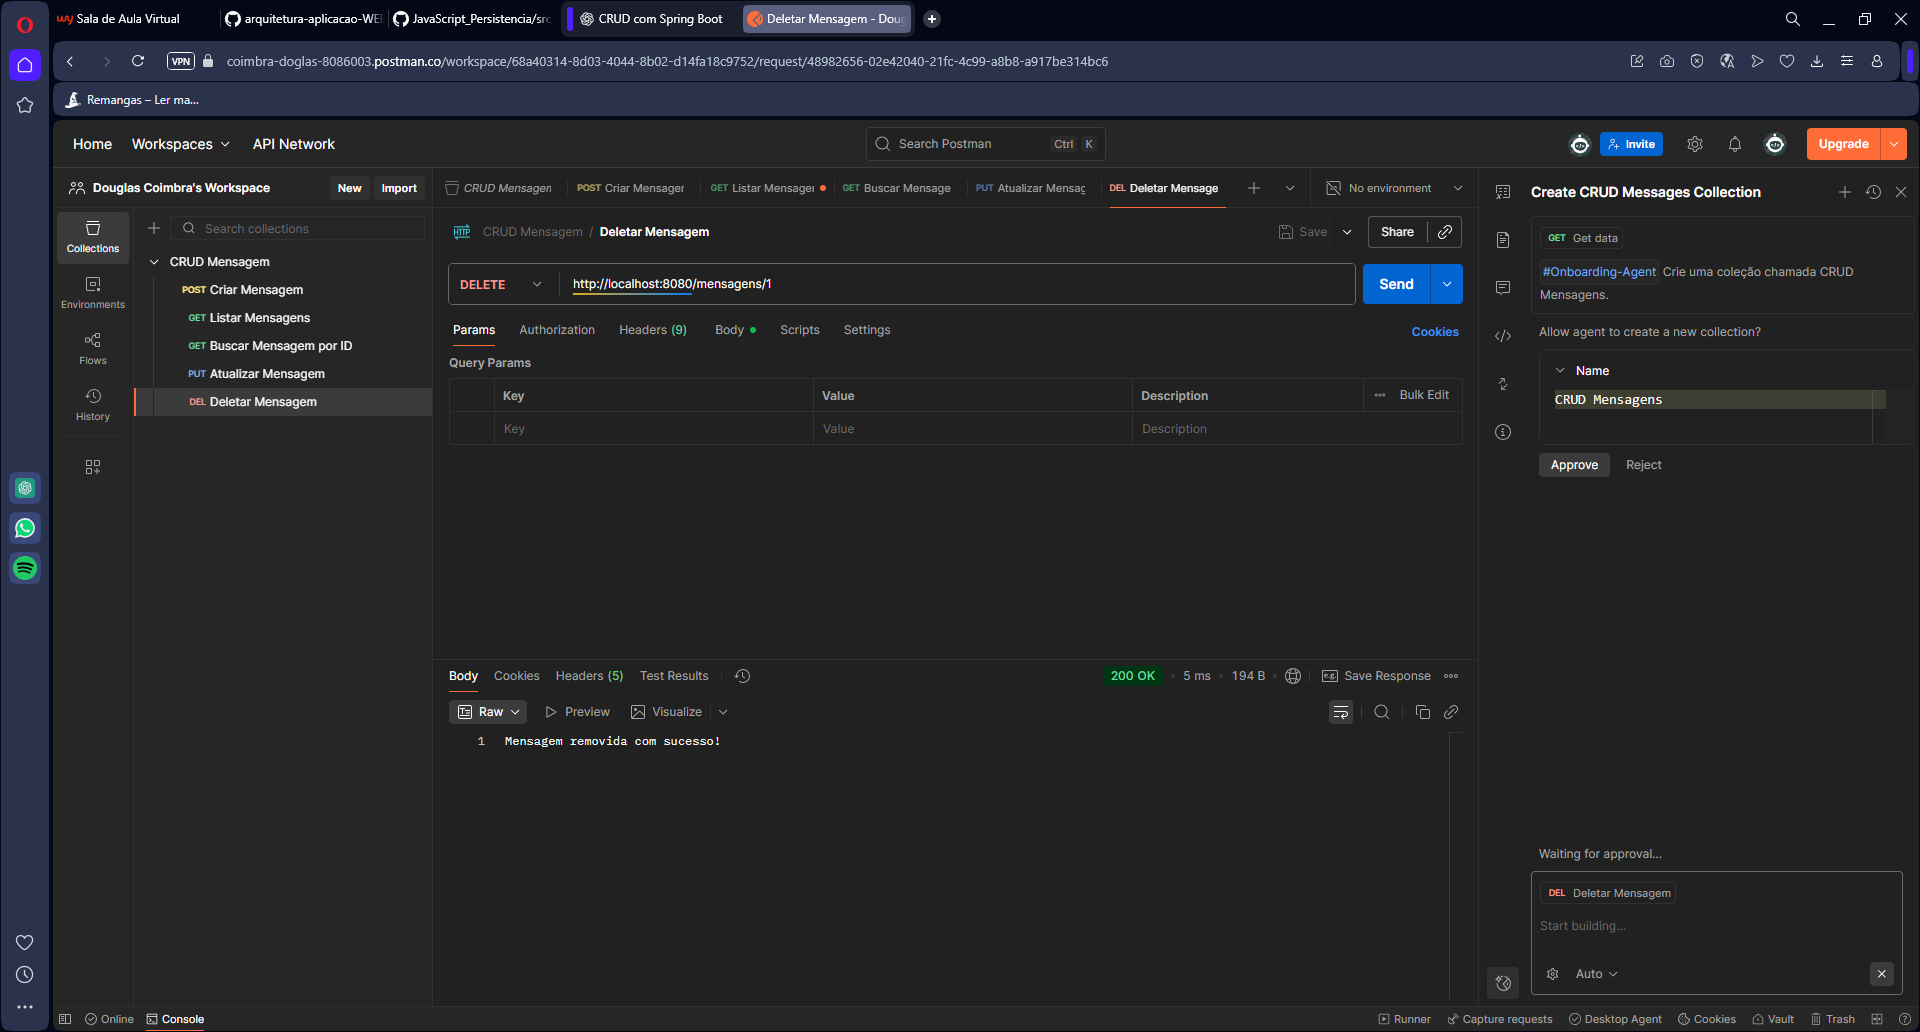 Sala de Aula Virtual
arquitetura-aplicacao-WEB
JavaScript_Persistencia/src
CRUD com Spring Boot
Deletar Mensagem - Doug
VPN
coimbra-doglas-8086003.postman.co/workspace/68a40314-8d03-4044-8b02-d14fa18c9752/request/48982656-02e42040-21fc-4c99-a8b8-a917be314bc6
Remangas – Ler ma...
Home
Workspaces
API Network
Search Postman
Ctrl
K
Invite
Upgrade
Douglas Coimbra's Workspace
New
Import
CRUD Mensagem
POST Criar Mensager
GET Listar Mensager
GET Buscar Mensage
PUT Atualizar Mensag
DEL Deletar Mensage
No environment
Create CRUD Messages Collection
Collections
Environments
Flows
History
Search collections
CRUD Mensagem
POST Criar Mensagem
GET Listar Mensagens
GET Buscar Mensagem por ID
PUT Atualizar Mensagem
DEL Deletar Mensagem
HTTP
CRUD Mensagem / Deletar Mensagem
Save
Share
DELETE
http://localhost:8080/mensagens/1
Send
Params
Authorization
Headers (9)
Body
Scripts
Settings
Cookies
Query Params
Key
Value
Description
Bulk Edit
Key
Value
Description
Body
Cookies
Headers (5)
Test Results
200 OK
5 ms
194 B
e.g.
Save Response
Raw
Preview
Visualize
1
Mensagem removida com sucesso!
GET Get data
#Onboarding-Agent Crie uma coleção chamada CRUD
Mensagens.
Allow agent to create a new collection?
Name
CRUD Mensagens
Approve
Reject
Waiting for approval...
DEL Deletar Mensagem
Start building...
Auto
Online
Console
Runner
Capture requests
Desktop Agent
Cookies
Vault
Trash